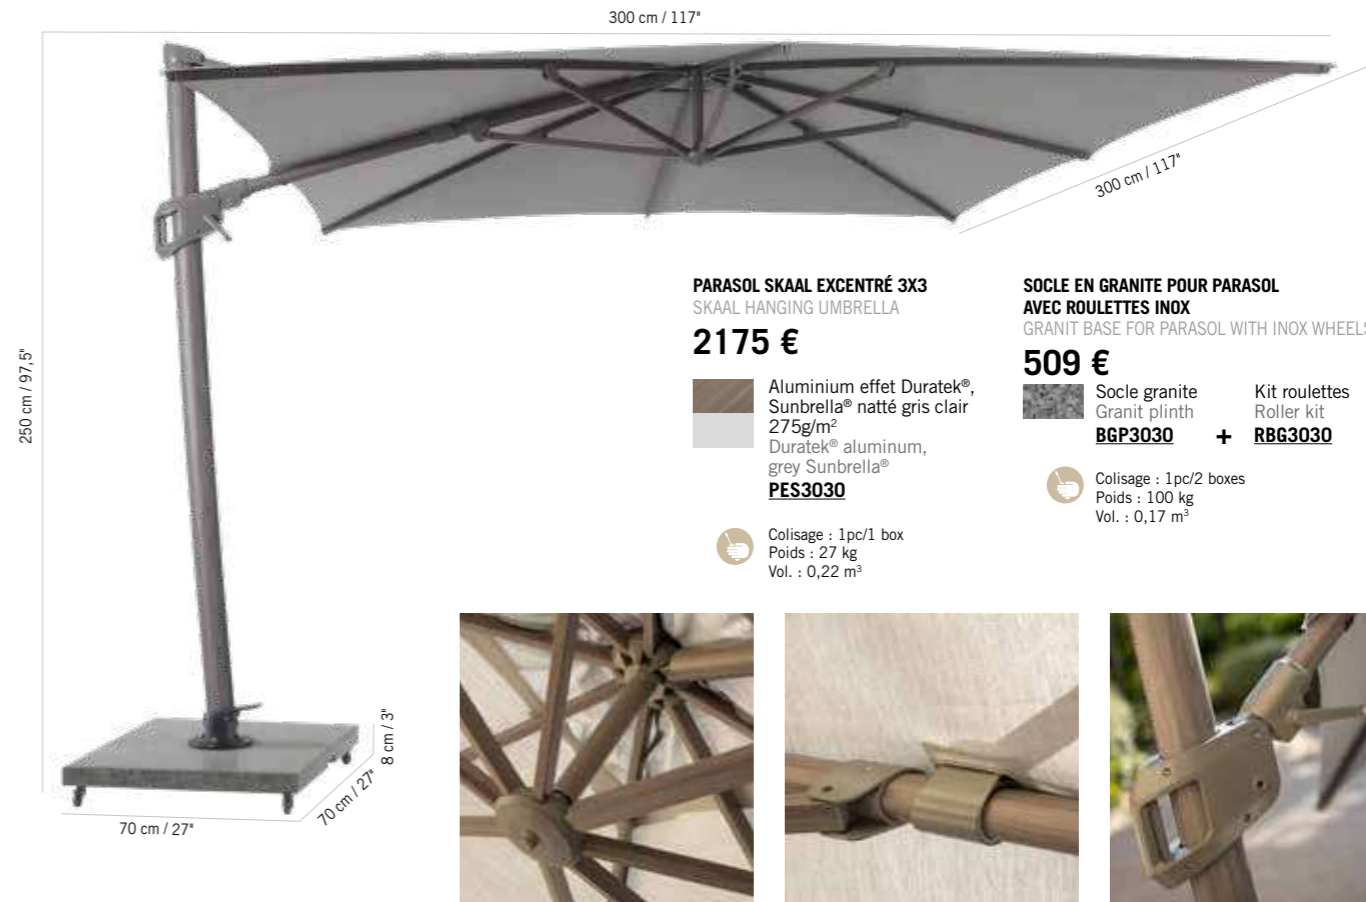 300 cm / 117"
300 cm / 117"
250 cm / 97,5"
PARASOL SKAAL EXCENTRÉ 3X3
SKAAL HANGING UMBRELLA
2175 €
Aluminium effet Duratek®,
Sunbrella® natté gris clair
275g/m²
Duratek® aluminum,
grey Sunbrella®
PES3030
Colisage : 1pc/1 box
Poids : 27 kg
Vol. : 0,22 m³
SOCLE EN GRANITE POUR PARASOL
AVEC ROULETTES INOX
GRANIT BASE FOR PARASOL WITH INOX WHEELS
509 €
Socle granite
Granit plinth
BGP3030
+
Kit roulettes
Roller kit
RBG3030
Colisage : 1pc/2 boxes
Poids : 100 kg
Vol. : 0,17 m³
8 cm / 3"
70 cm / 27"
70 cm / 27"